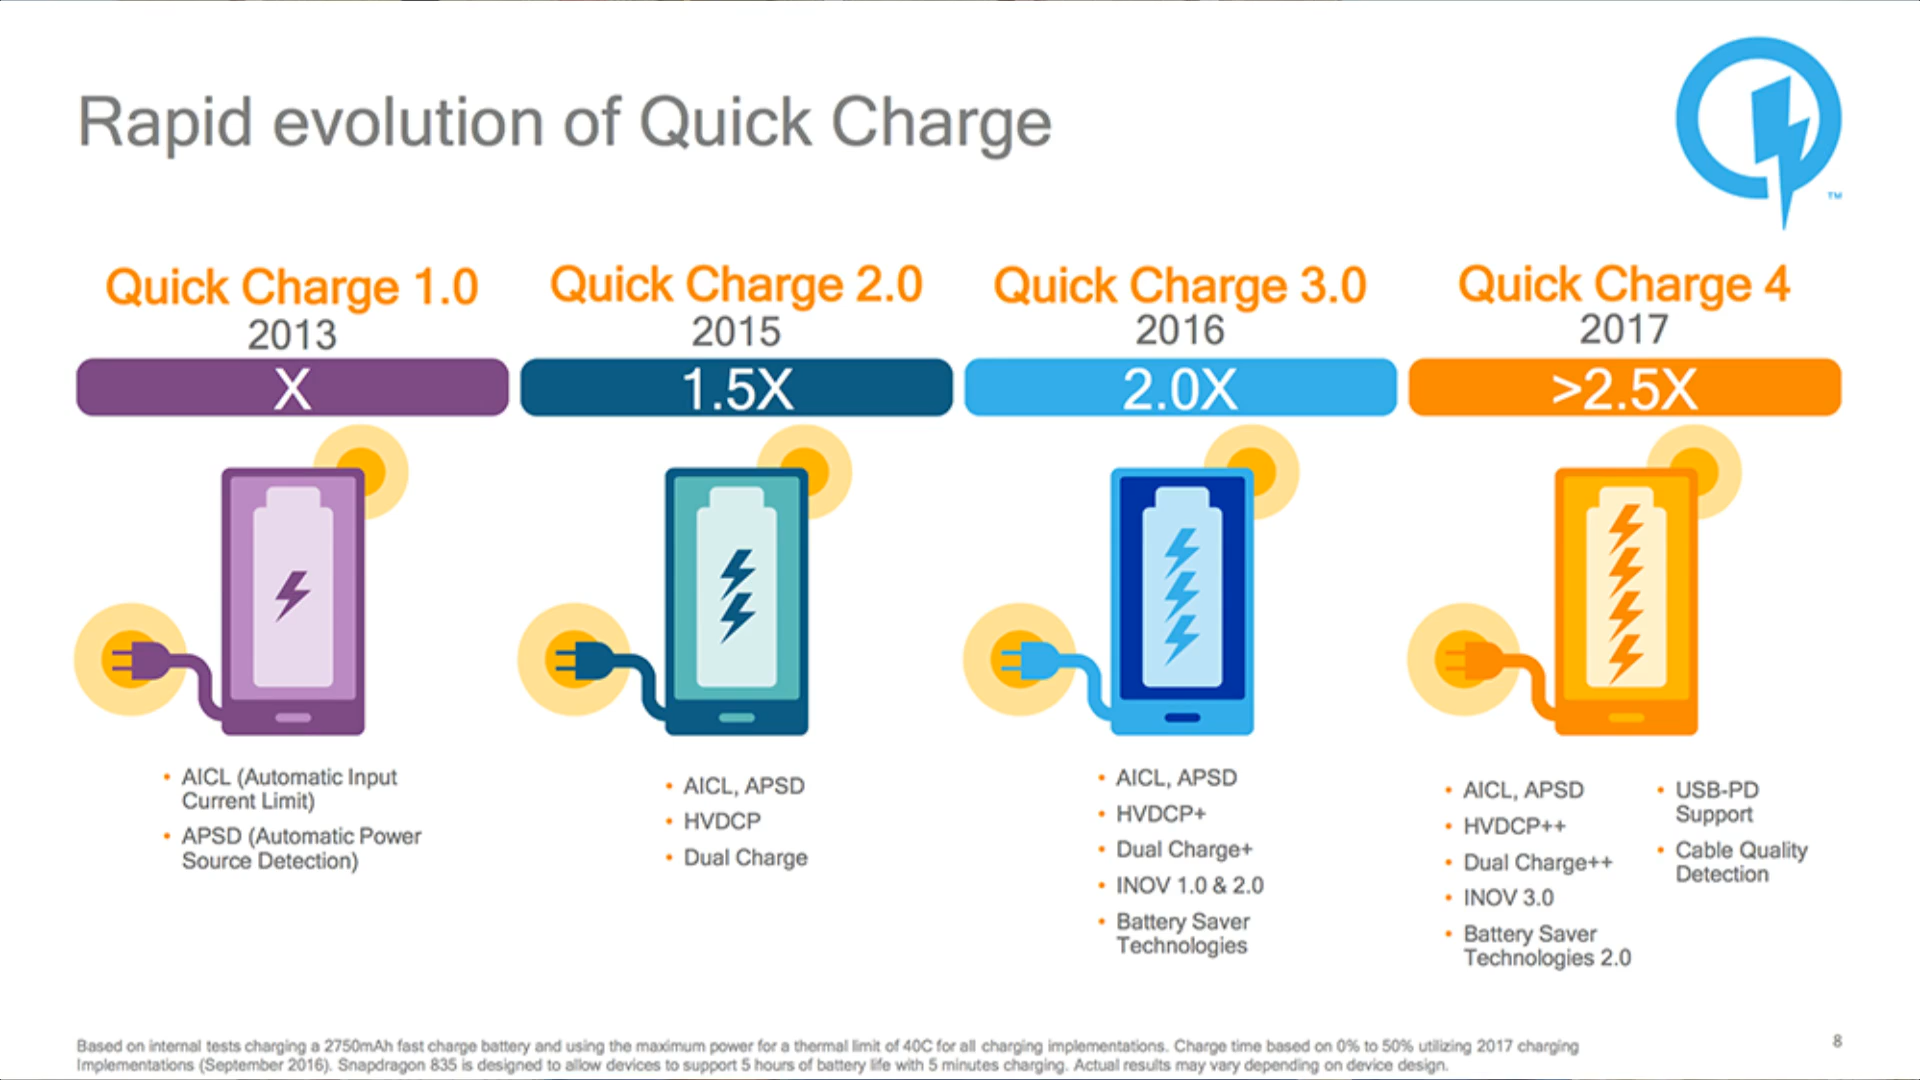 Rapid evolution of Quick Charge
TM
Quick Charge 1.0
2013
X
• AICL (Automatic Input
Current Limit)
• APSD (Automatic Power
Source Detection)
Quick Charge 2.0
2015
1.5X
• AICL, APSD
• HVDCP
• Dual Charge
Quick Charge 3.0
2016
2.0X
• AICL, APSD
• HVDCP+
• Dual Charge+
• INOV 1.0 & 2.0
• Battery Saver
Technologies
Quick Charge 4
2017
>2.5X
• AICL, APSD
• HVDCP++
• Dual Charge++
• INOV 3.0
• Battery Saver
Technologies 2.0
• USB-PD
Support
• Cable Quality
Detection
Based on internal tests charging a 2750mAh fast charge battery and using the maximum power for a thermal limit of 40C for all charging implementations. Charge time based on 0% to 50% utilizing 2017 charging
Implementations (September 2016). Snapdragon 835 is designed to allow devices to support 5 hours of battery life with 5 minutes charging. Actual results may vary depending on device design.
8